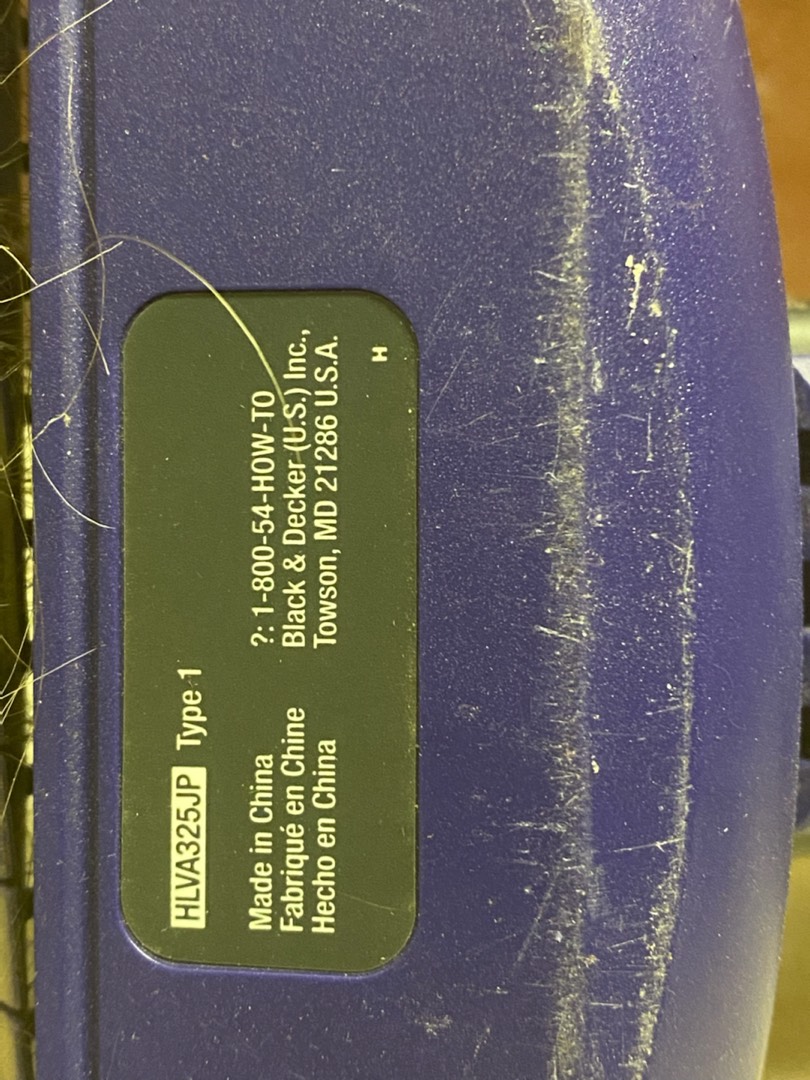 HLVA325JP Type 1
Made in China
Fabriqué en Chine
Hecho en China
?: 1-800-54-HOW-TO
Black & Decker (U.S.) Inc.,
Towson, MD 21286 U.S.A.
H